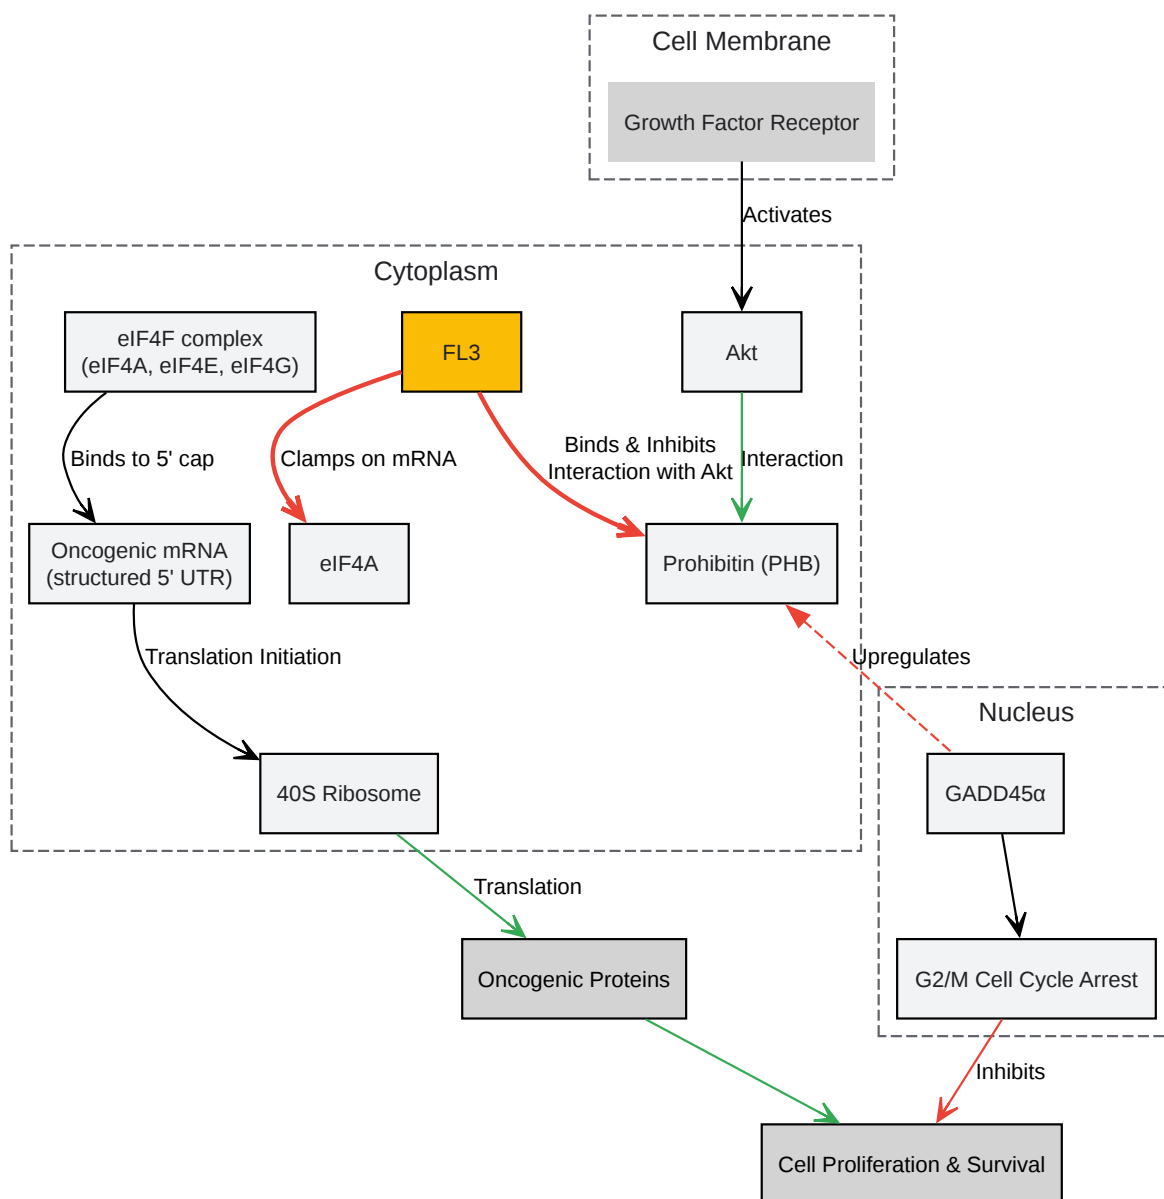 Cell Membrane
Growth Factor Receptor
Activates
Cytoplasm
eIF4F complex
(eIF4A, eIF4E, eIF4G)
FL3
Akt
Binds to 5' cap
Clamps on mRNA
Binds & Inhibits
Interaction with Akt
Interaction
Oncogenic mRNA
(structured 5' UTR)
eIF4A
Prohibitin (PHB)
Translation Initiation
Upregulates
Nucleus
40S Ribosome
GADD45α
Translation
Oncogenic Proteins
G2/M Cell Cycle Arrest
Inhibits
Cell Proliferation & Survival